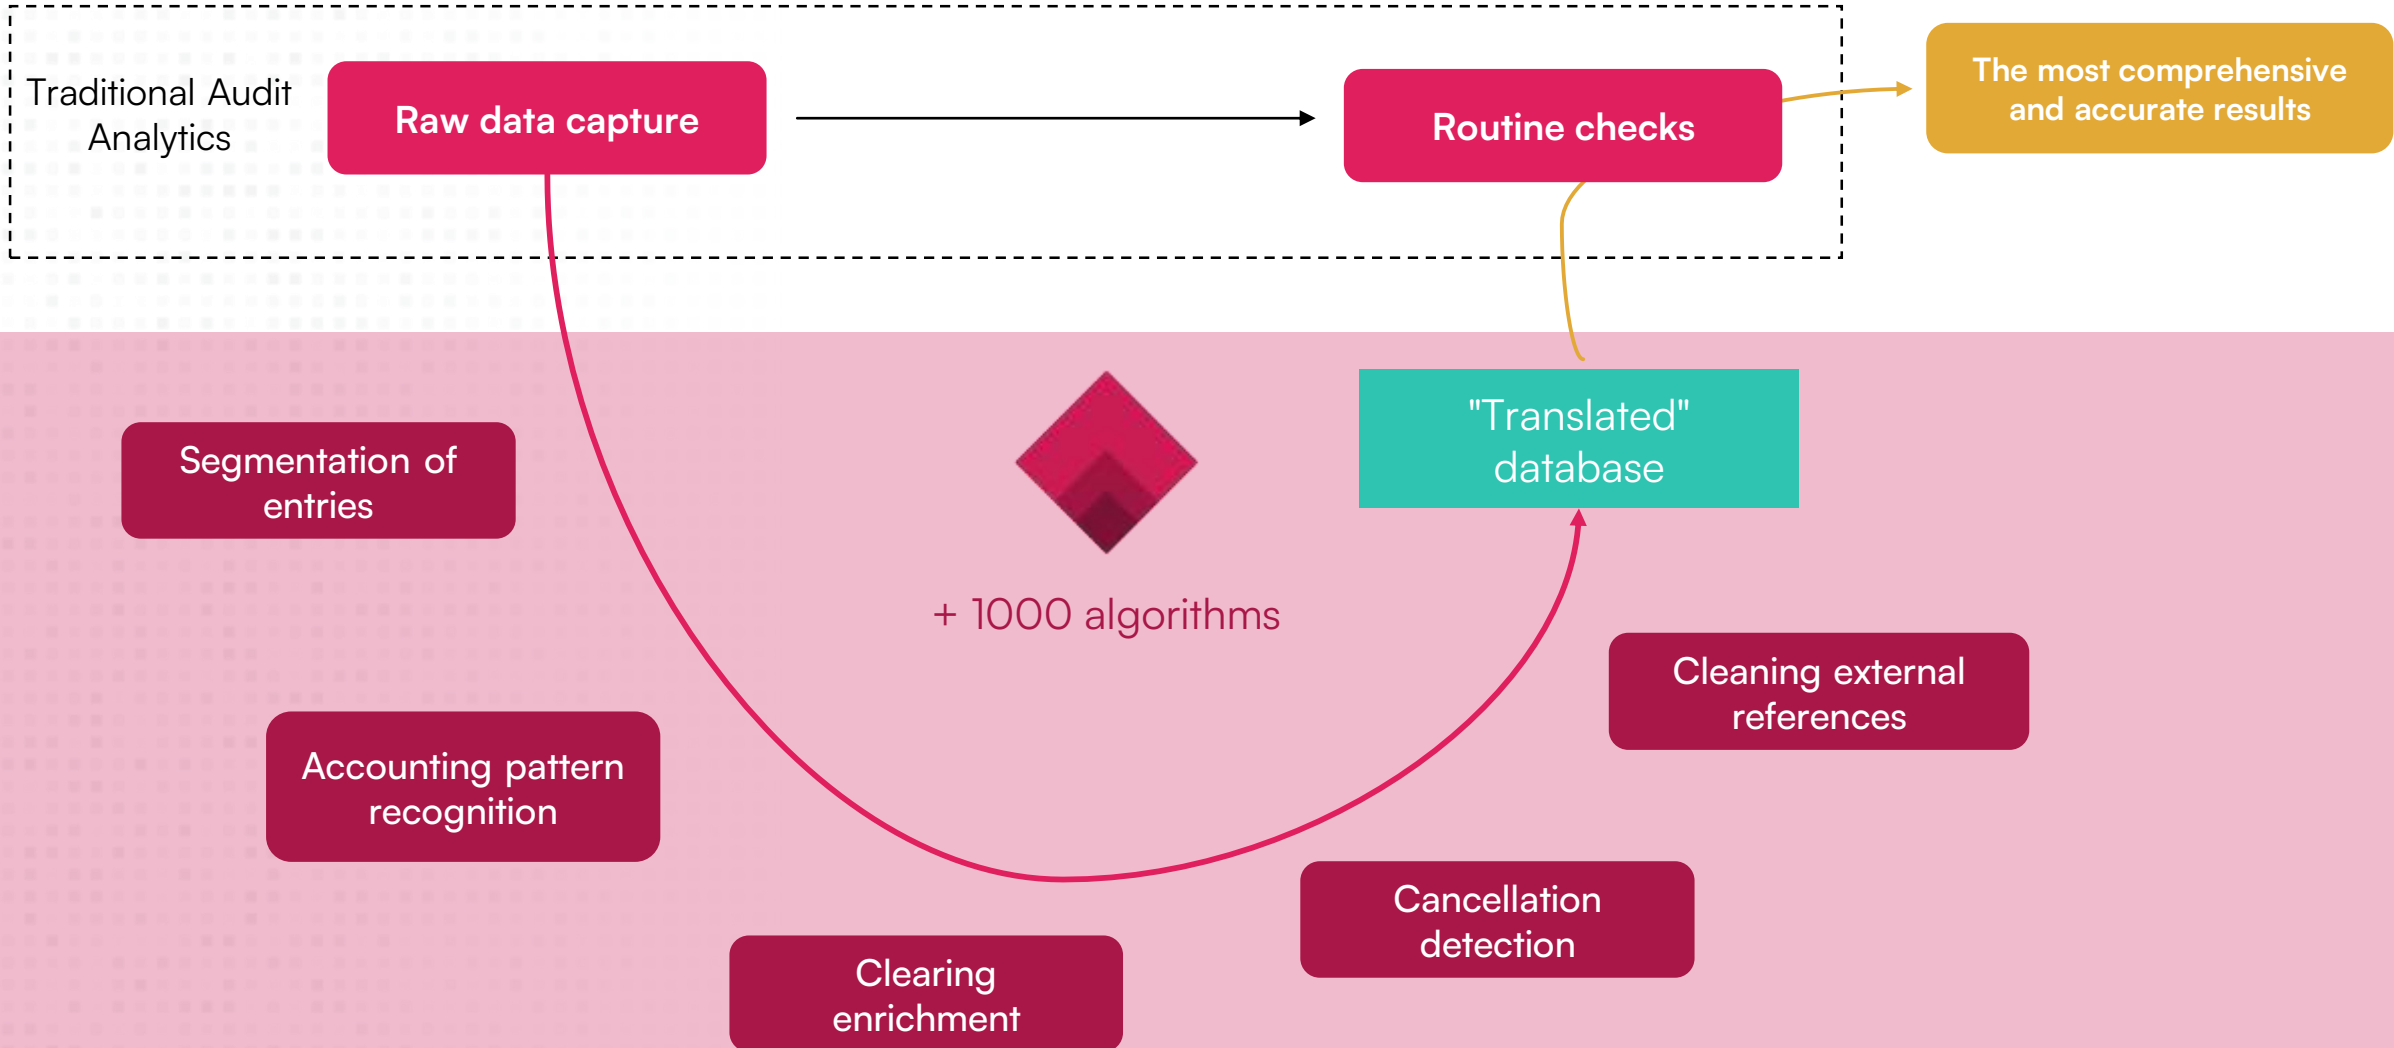 Traditional Audit
Analytics
Raw data capture
Routine checks
The most comprehensive
and accurate results
Segmentation of
entries
"Translated"
database
+ 1000 algorithms
Accounting pattern
recognition
Cleaning external
references
Clearing
enrichment
Cancellation
detection